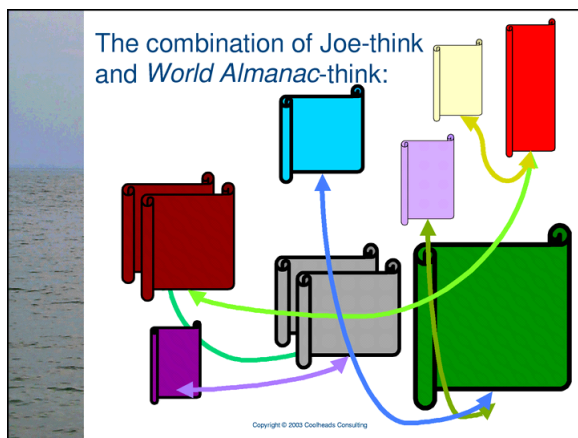 The combination of Joe-think
and World Almanac-think:
Copyright © 2003 Coolheads Consulting